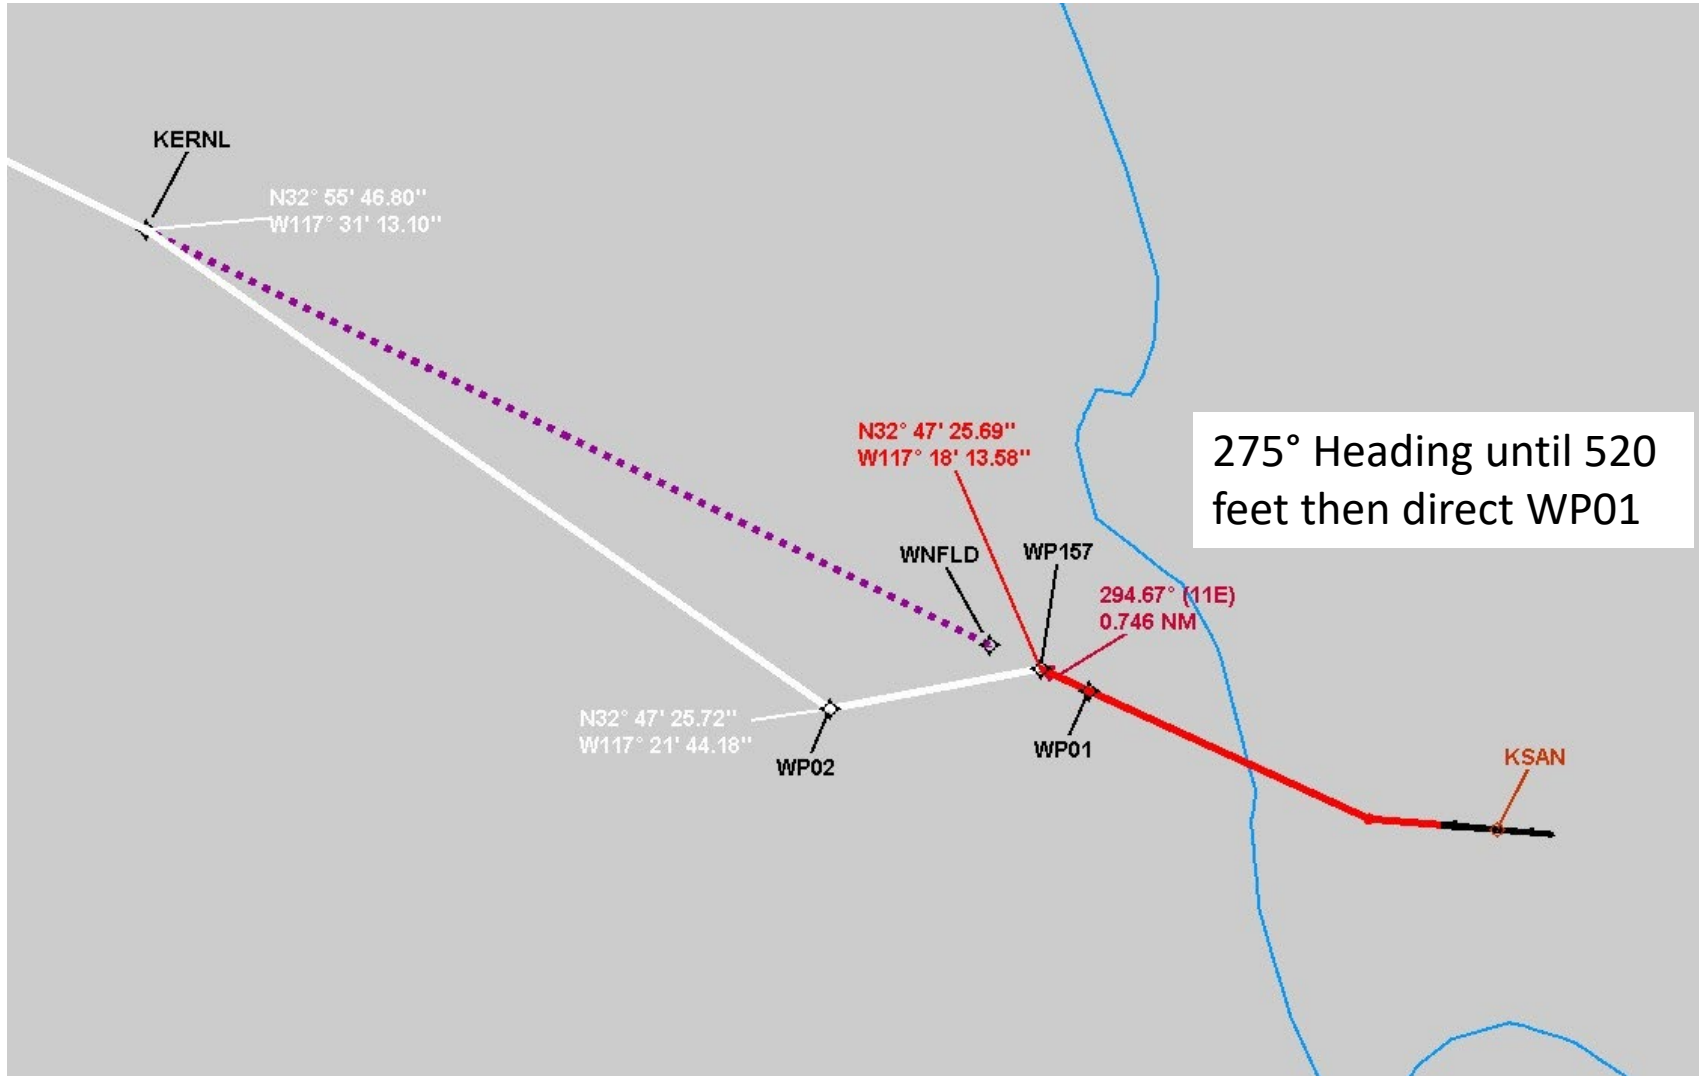 KERNL
N32° 55' 46.80"
W117° 31' 13.10"
N32° 47' 25.69"
W117° 18' 13.58"
275° Heading until 520
feet then direct WP01
WNFLD
WP157
294.67° (11E)
0.746 NM
N32° 47' 25.72"
W117° 21' 44.18"
WP02
WP01
KSAN